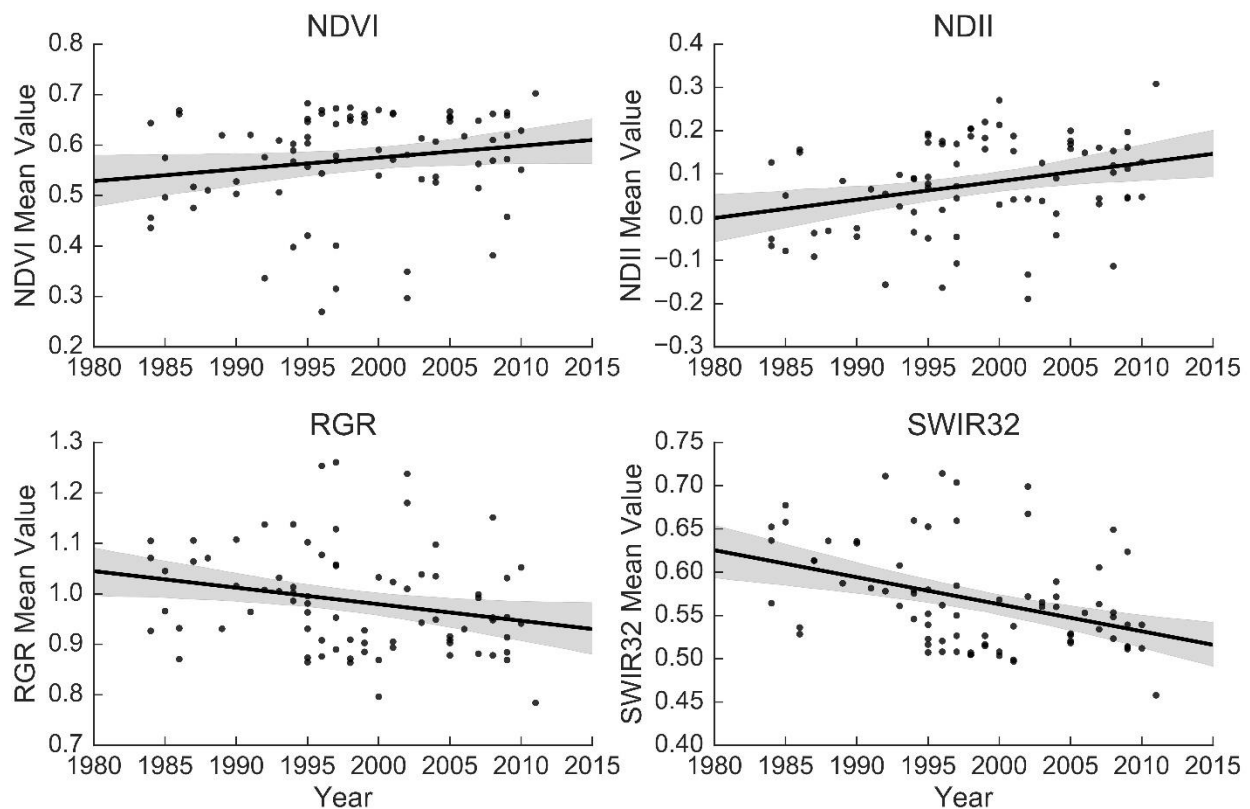 NDVI
0.8
0.7
0.6
0.5
0.4
0.3
0.2
NDVI Mean Value
1980 1985 1990 1995 2000 2005 2010 2015
NDII
0.4
0.3
0.2
0.1
0.0
−0.1
−0.2
−0.3
NDII Mean Value
1980 1985 1990 1995 2000 2005 2010 2015
RGR
1.3
1.2
1.1
1.0
0.9
0.8
0.7
RGR Mean Value
1980 1985 1990 1995 2000 2005 2010 2015
Year
SWIR32
0.75
0.70
0.65
0.60
0.55
0.50
0.45
0.40
SWIR32 Mean Value
1980 1985 1990 1995 2000 2005 2010 2015
Year